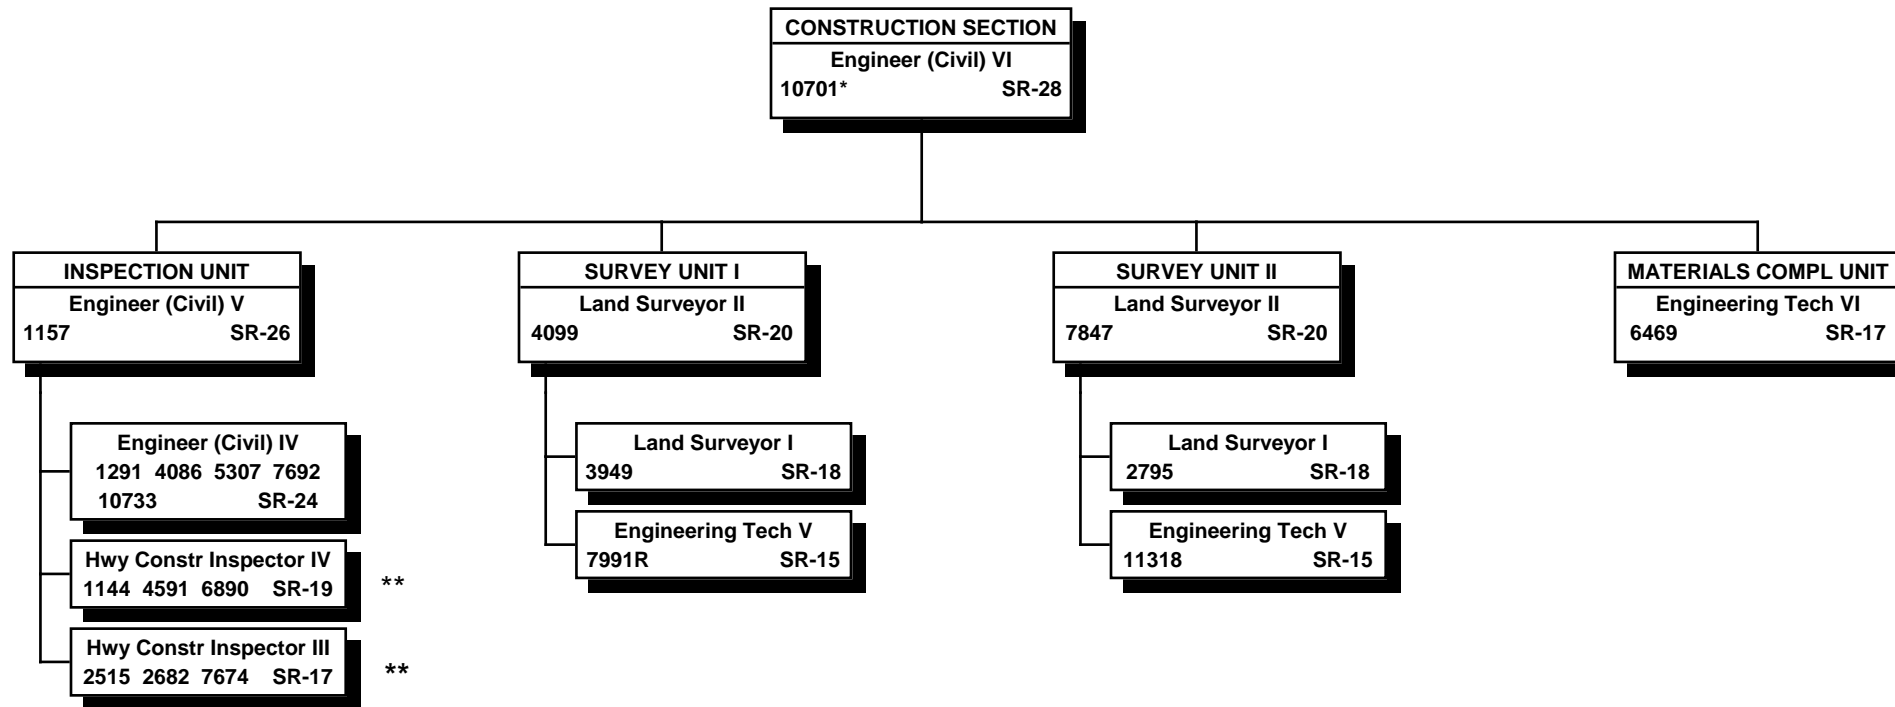 CONSTRUCTION SECTION
Engineer (Civil) VI
10701* SR-28
INSPECTION UNIT
Engineer (Civil) V
1157 SR-26
Engineer (Civil) IV
1291 4086 5307 7692
10733 SR-24
Hwy Constr Inspector IV
1144 4591 6890 SR-19 **
Hwy Constr Inspector III
2515 2682 7674 SR-17 **
SURVEY UNIT I
Land Surveyor II
4099 SR-20
Land Surveyor I
3949 SR-18
Engineering Tech V
7991R SR-15
SURVEY UNIT II
Land Surveyor II
7847 SR-20
Land Surveyor I
2795 SR-18
Engineering Tech V
11318 SR-15
MATERIALS COMPL UNIT
Engineering Tech VI
6469 SR-17